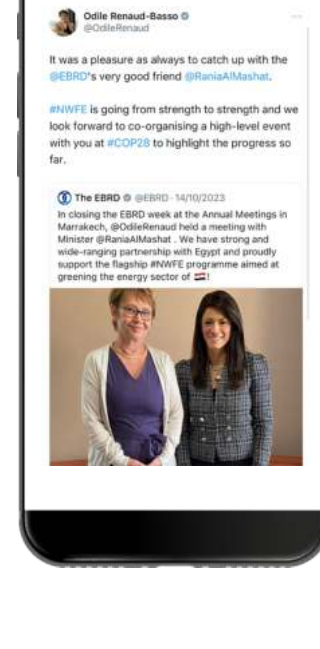 Odile Renaud-Basso
@OdileRenaud
It was a pleasure as always to catch up with the
@EBRD's very good friend @RaniaAlMashat.
#NWFE is going from strength to strength and we
look forward to co-organising a high-level event
with you at #COP28 to highlight the progress so
far.
The EBRD @EBRD · 14/10/2023
In closing the EBRD week at the Annual Meetings in
Marrakech, @OdileRenaud held a meeting with
Minister @RaniaAlMashat . We have strong and
wide-ranging partnership with Egypt and proudly
support the flagship #NWFE programme aimed at
greening the energy sector of 🇪🇬!